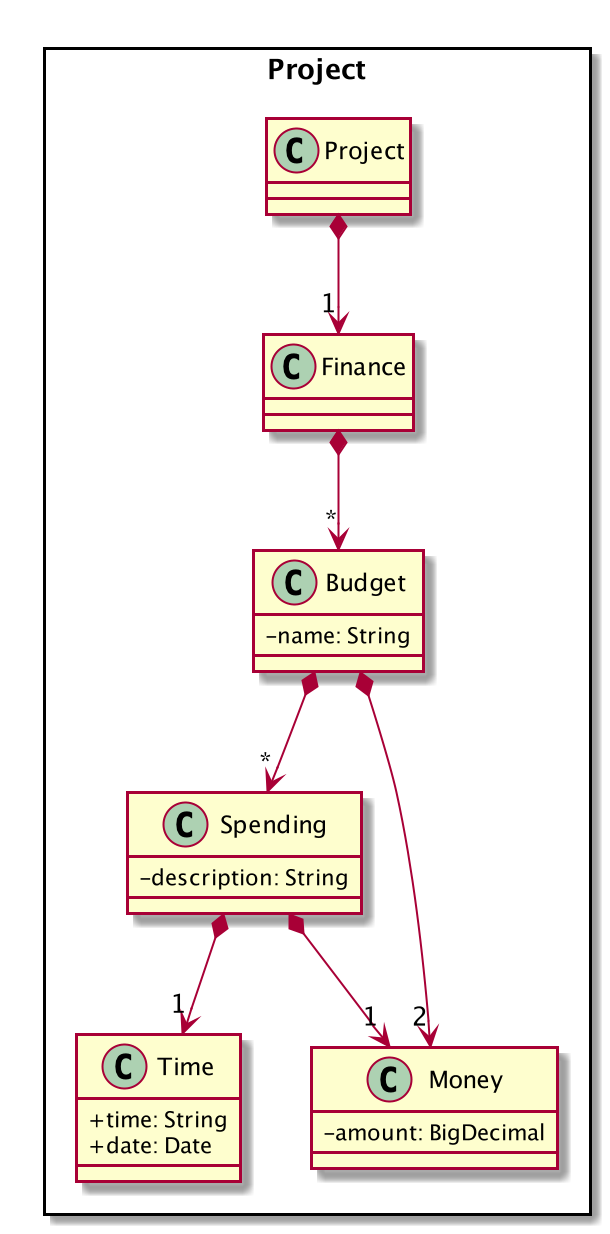 Project
C Project
1
C Finance
*
C Budget
-name: String
*
C Spending
-description: String
1
1
2
C Time
+time: String
+date: Date
C Money
-amount: BigDecimal